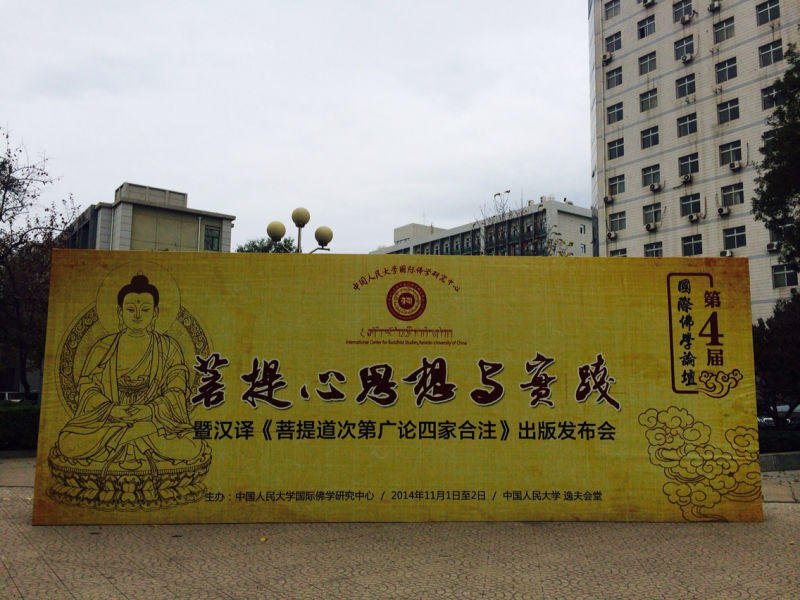 中国人民大学国际佛学研究中心
International Center for Buddhist Studies, Renmin University of China
第4届
國際佛学論壇
菩提心思想与实践
暨汉译《菩提道次第广论四家合注》出版发布会
主办：中国人民大学国际佛学研究中心 / 2014年11月1日至2日 / 中国人民大学 逸夫会堂